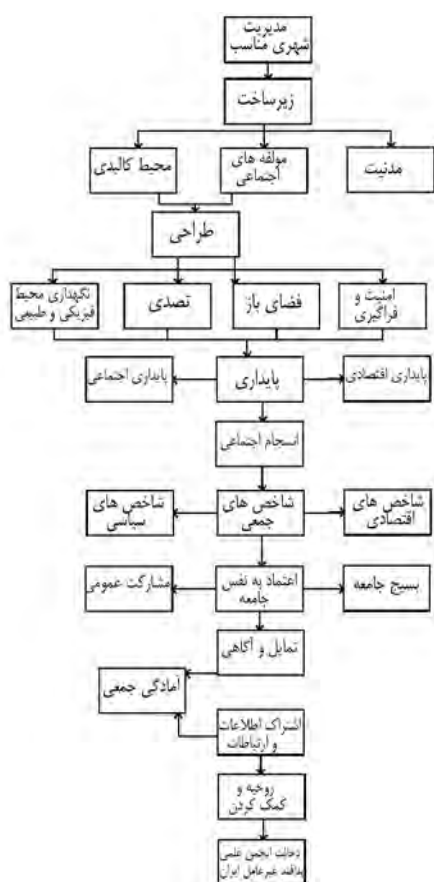 مدیریت
شهری مناسب
زیرساخت
مدنیت
مولفه های
اجتماعی
محیط کالبدی
طراحی
امنیت و
فراگیری
فضای باز
تصدی
نگهداری محیط
فیزیکی و طبیعی
پایداری اقتصادی
پایداری
پایداری اجتماعی
انسجام اجتماعی
شاخص های
اقتصادی
شاخص های
جمعی
شاخص های
سیاسی
بسیج جامعه
اعتماد به نفس
جامعه
مشارکت عمومی
تمایل و آگاهی
آمادگی جمعی
اشتراک اطلاعات
و ارتباطات
روحیه و
کمک کردن
دخالت انجمن علمی
پدافند غیرعامل ایران